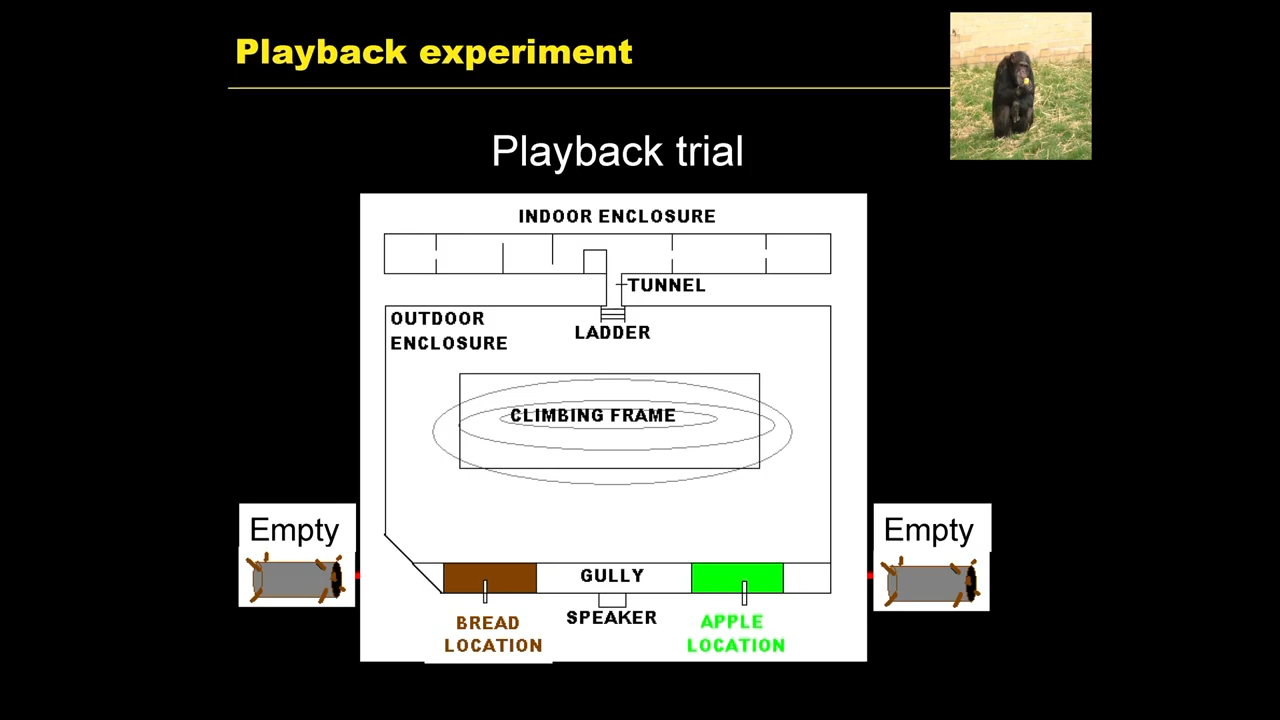 Playback experiment
Playback trial
INDOOR ENCLOSURE
TUNNEL
OUTDOOR
ENCLOSURE
LADDER
CLIMBING FRAME
Empty
Empty
GULLY
SPEAKER
BREAD
LOCATION
APPLE
LOCATION